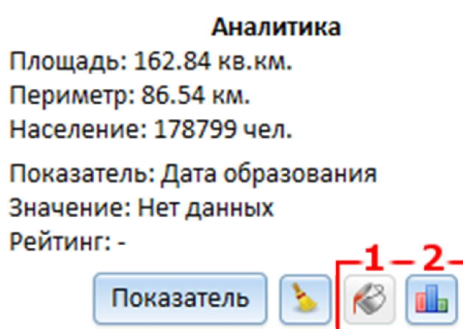 Аналитика
Площадь: 162.84 кв.км.
Периметр: 86.54 км.
Население: 178799 чел.
Показатель: Дата образования
Значение: Нет данных
Рейтинг: -
1 2
Показатель